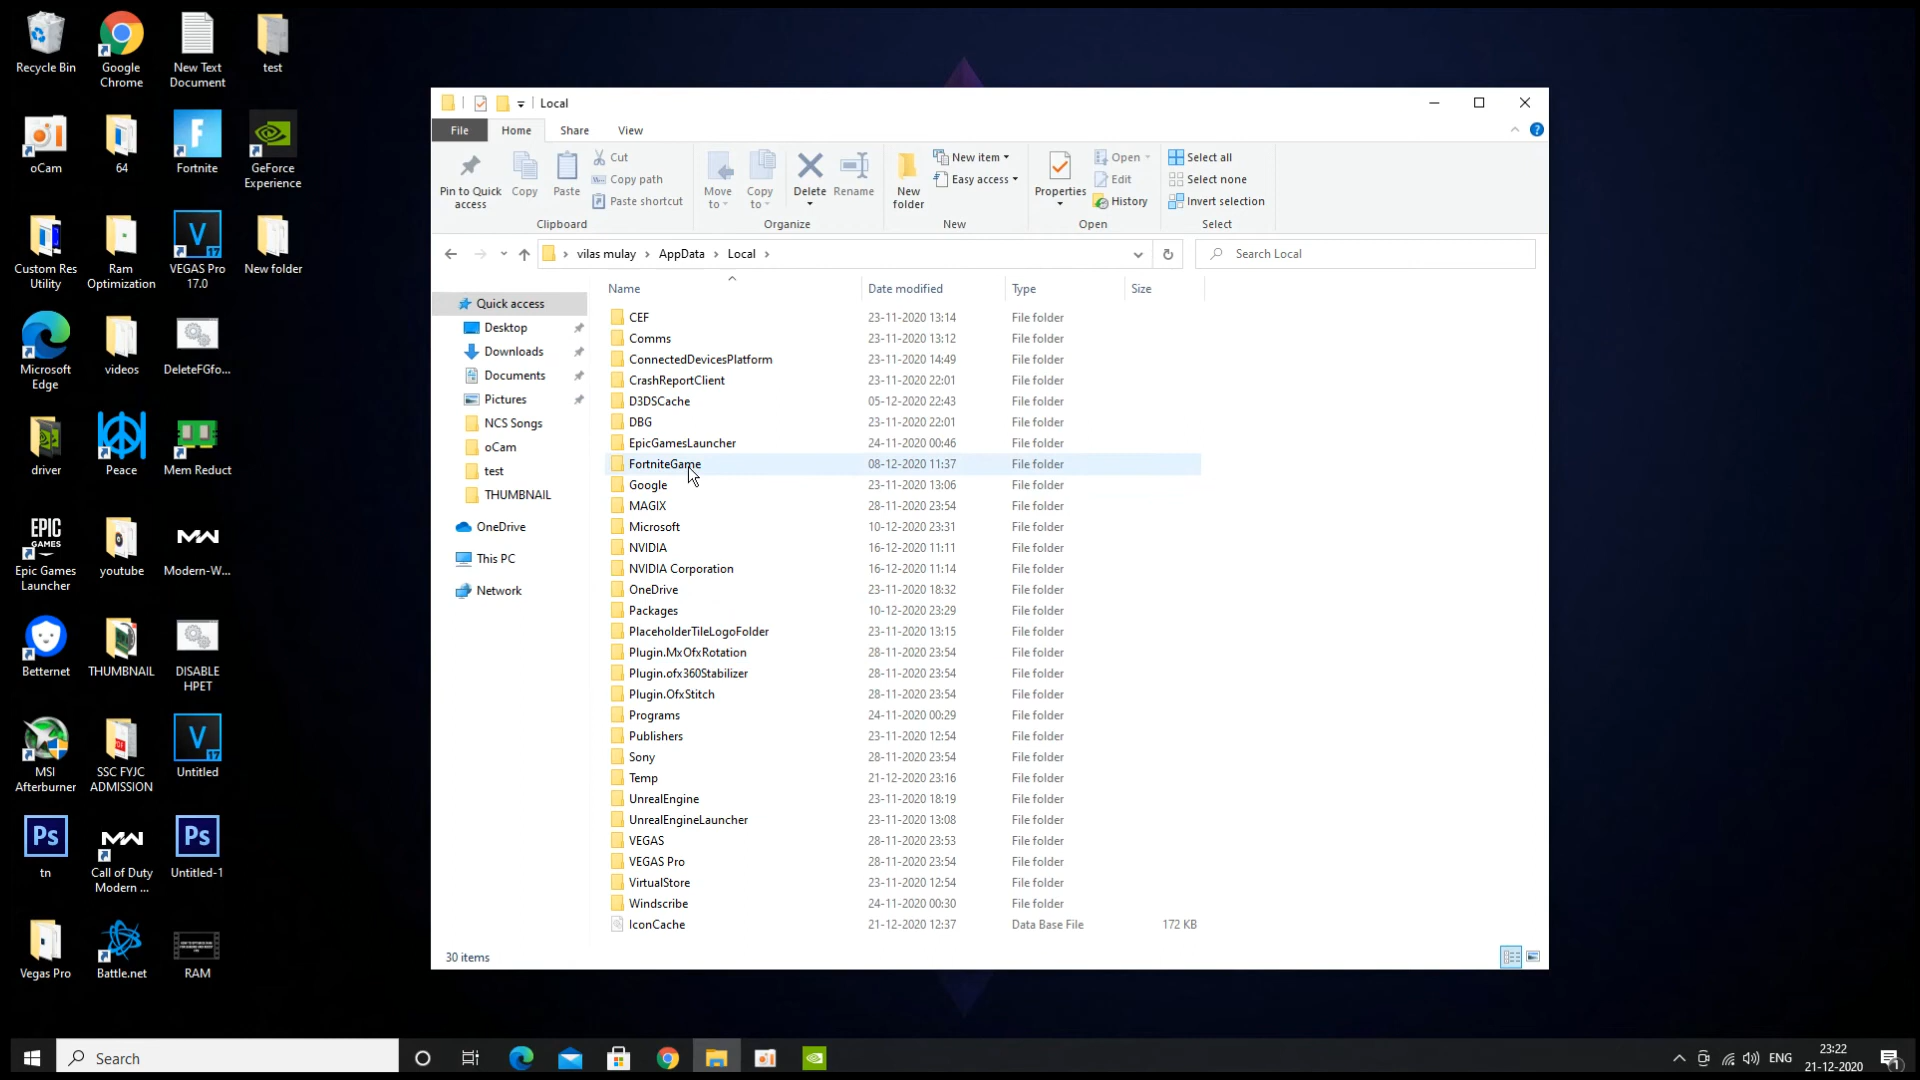 Recycle Bin
Google
Chrome
New Text
Document
test
oCam
64
Fortnite
GeForce
Experience
Custom Res
Utility
Ram
Optimization
VEGAS Pro
17.0
New folder
Microsoft
Edge
videos
DeleteFGfo...
driver
Peace
Mem Reduct
EPIC
GAMES
Epic Games
Launcher
youtube
Modern-W...
Betternet
THUMBNAIL
DISABLE
HPET
MSI
Afterburner
SSC FYJC
ADMISSION
Untitled
Ps
tn
Call of Duty
Modern ...
Ps
Untitled-1
Vegas Pro
Battle.net
RAM
Local
File
Home
Share
View
Pin to Quick
access
Copy
Paste
Cut
Copy path
Paste shortcut
Clipboard
Move
to
Copy
to
Delete
Rename
Organize
New
folder
New item
Easy access
New
Properties
Open
Edit
History
Open
Select all
Select none
Invert selection
Select
vilas mulay > AppData > Local >
Search Local
Quick access
Desktop
Downloads
Documents
Pictures
NCS Songs
oCam
test
THUMBNAIL
OneDrive
This PC
Network
Name Date modified Type Size
CEF 23-11-2020 13:14 File folder
Comms 23-11-2020 13:12 File folder
ConnectedDevicesPlatform 23-11-2020 14:49 File folder
CrashReportClient 23-11-2020 22:01 File folder
D3DSCache 05-12-2020 22:43 File folder
DBG 23-11-2020 22:01 File folder
EpicGamesLauncher 24-11-2020 00:46 File folder
FortniteGame 08-12-2020 11:37 File folder
Google 23-11-2020 13:06 File folder
MAGIX 28-11-2020 23:54 File folder
Microsoft 10-12-2020 23:31 File folder
NVIDIA 16-12-2020 11:11 File folder
NVIDIA Corporation 16-12-2020 11:14 File folder
OneDrive 23-11-2020 18:32 File folder
Packages 10-12-2020 23:29 File folder
PlaceholderTileLogoFolder 23-11-2020 13:15 File folder
Plugin.MxOfxRotation 28-11-2020 23:54 File folder
Plugin.ofx360Stabilizer 28-11-2020 23:54 File folder
Plugin.OfxStitch 28-11-2020 23:54 File folder
Programs 24-11-2020 00:29 File folder
Publishers 23-11-2020 12:54 File folder
Sony 28-11-2020 23:54 File folder
Temp 21-12-2020 23:16 File folder
UnrealEngine 23-11-2020 18:19 File folder
UnrealEngineLauncher 23-11-2020 13:08 File folder
VEGAS 28-11-2020 23:53 File folder
VEGAS Pro 28-11-2020 23:54 File folder
VirtualStore 23-11-2020 12:54 File folder
Windscribe 24-11-2020 00:30 File folder
IconCache 21-12-2020 12:37 Data Base File 172 KB
30 items
Search
ENG
23:22
21-12-2020
1